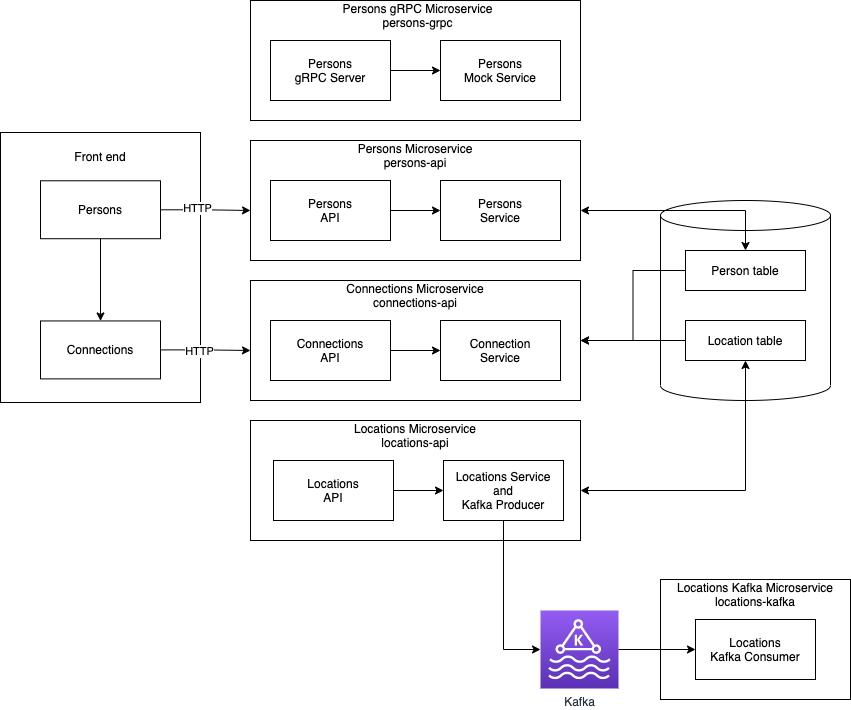 Persons gRPC Microservice
persons-grpc
Persons
gRPC Server
Persons
Mock Service
Front end
Persons
HTTP
Connections
HTTP
Persons Microservice
persons-api
Persons
API
Persons
Service
Connections Microservice
connections-api
Connections
API
Connection
Service
Person table
Location table
Locations Microservice
locations-api
Locations
API
Locations Service
and
Kafka Producer
K
Kafka
Locations Kafka Microservice
locations-kafka
Locations
Kafka Consumer